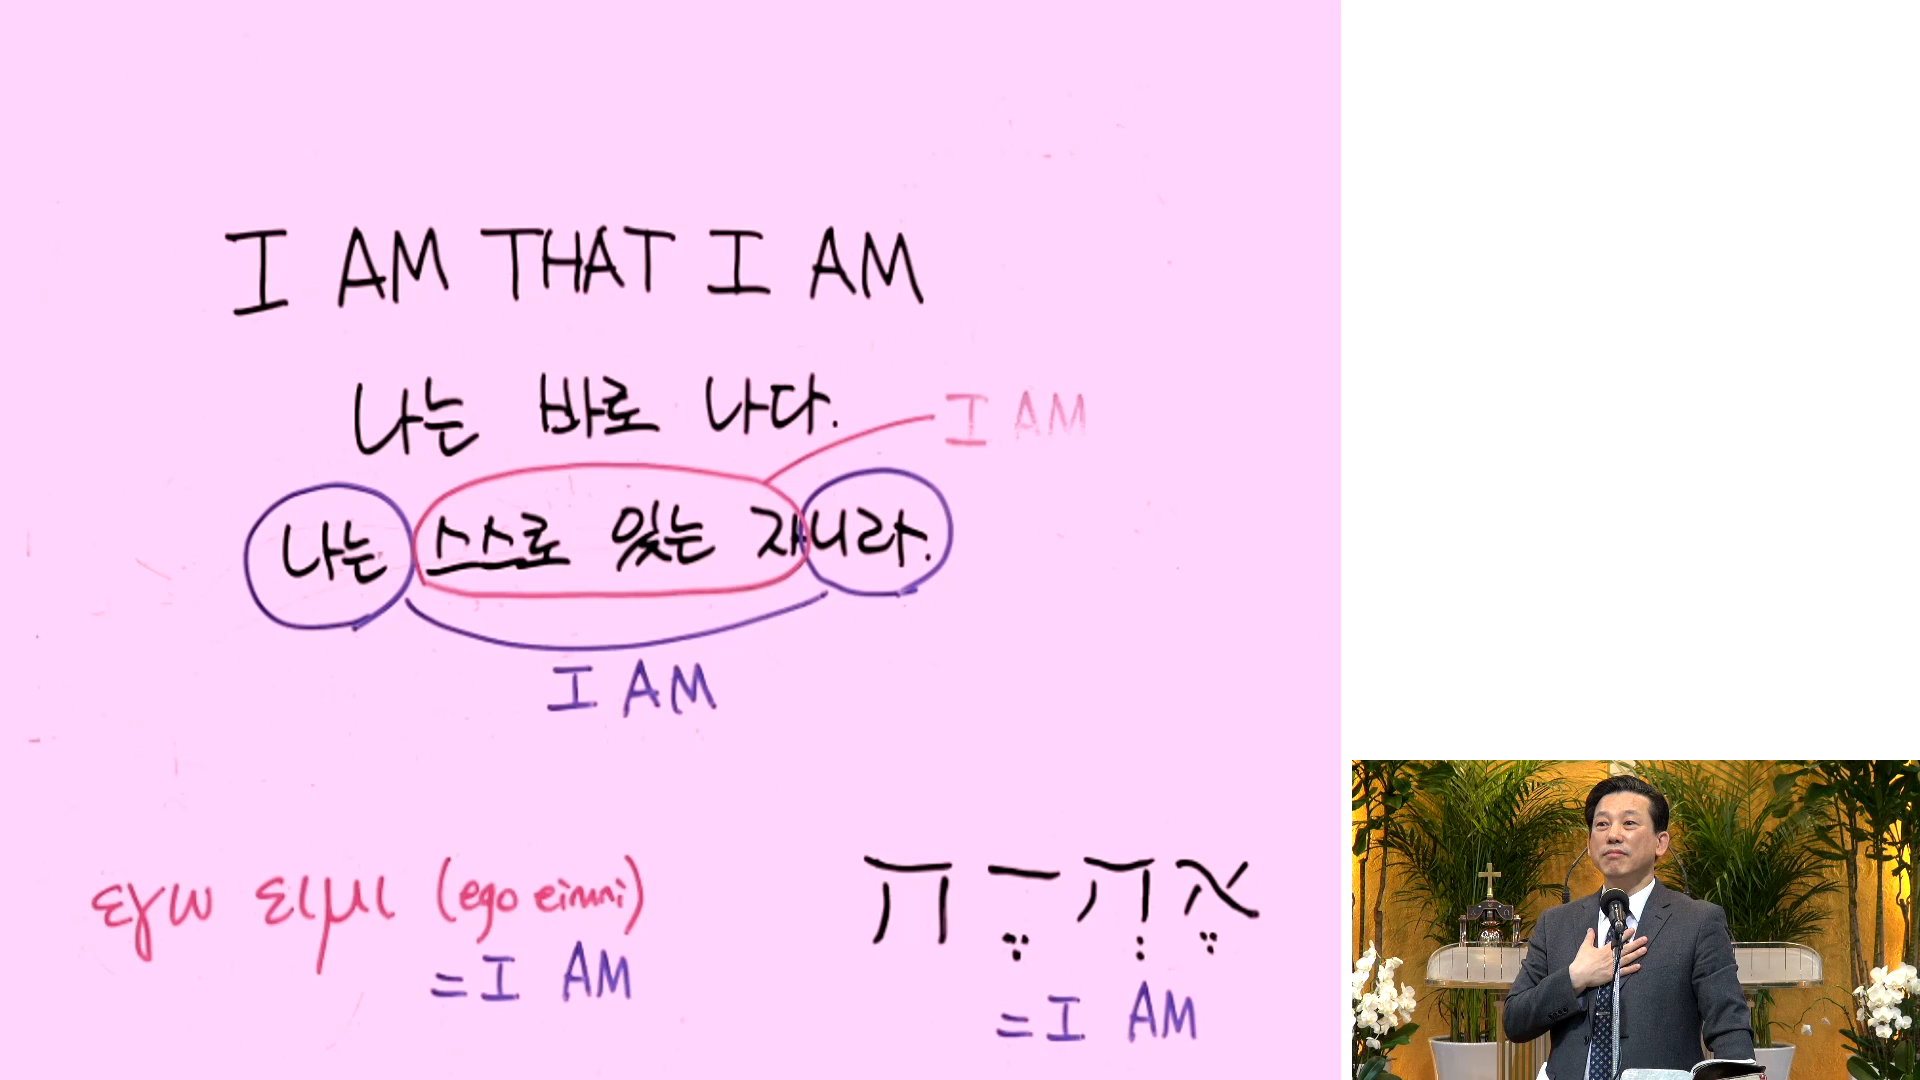 I AM THAT I AM
나는 바로 나다.
I AM
나는 스스로 있는 자니라.
I AM
εγω ειμι (ego eimi)
= I AM
אֶהְיֶה
= I AM